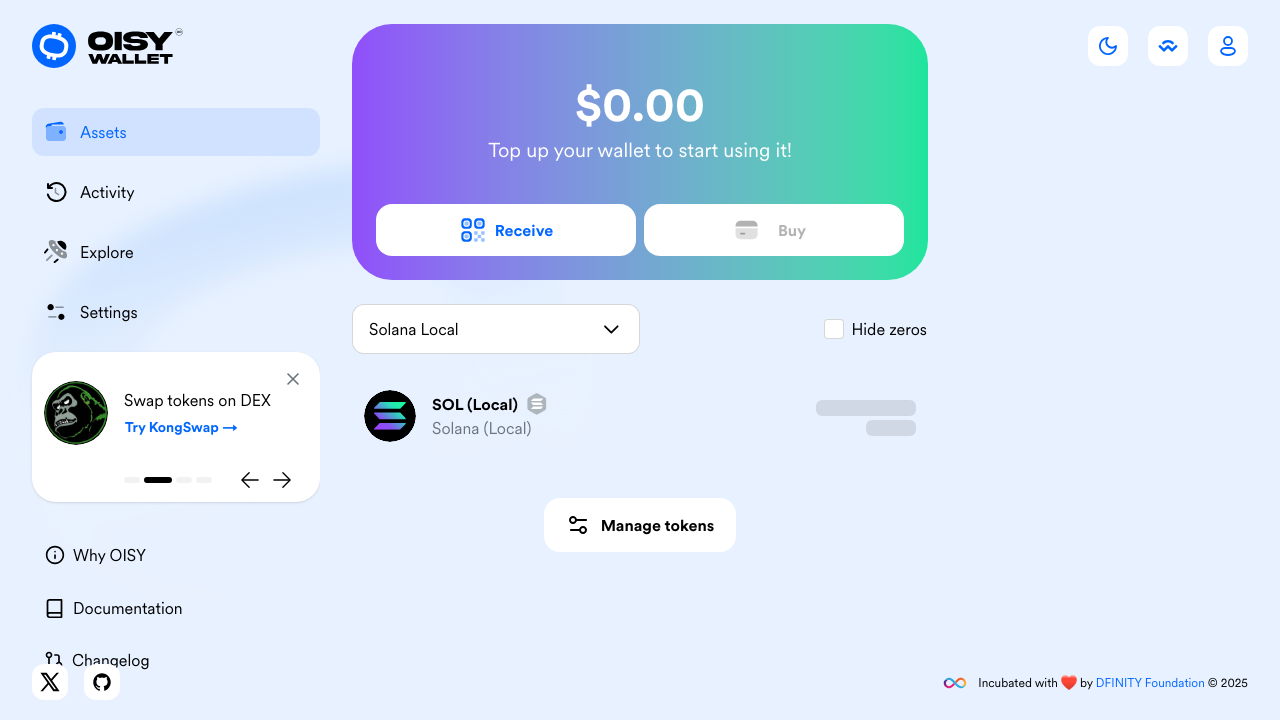 OISY
WALLET
Assets
Activity
Explore
Settings
Swap tokens on DEX
Try KongSwap →
Why OISY
Documentation
Changelog
$0.00
Top up your wallet to start using it!
Receive
Buy
Solana Local
Hide zeros
SOL (Local)
Solana (Local)
Manage tokens
Incubated with ❤️ by DFINITY Foundation © 2025